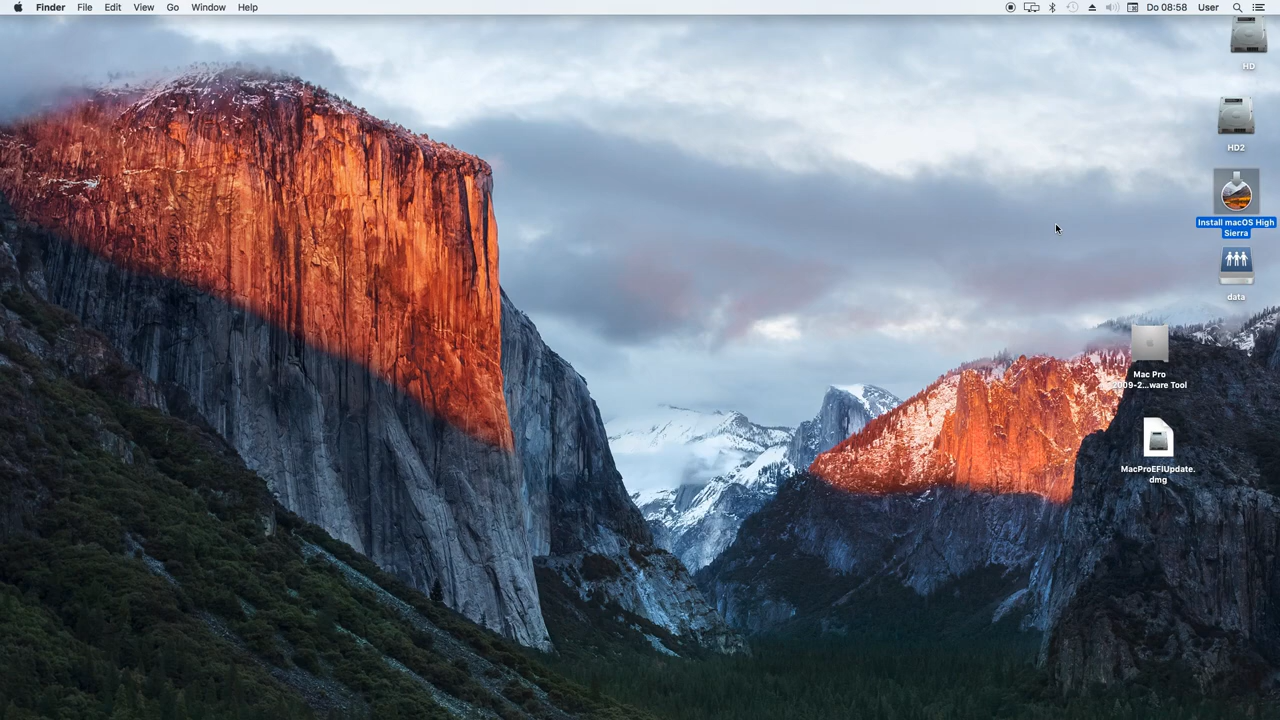 Finder File Edit View Go Window Help Do 08:58 User
HD
HD2
Install macOS High
Sierra
data
Mac Pro
2009-2...ware Tool
MacProEFIUpdate.
dmg